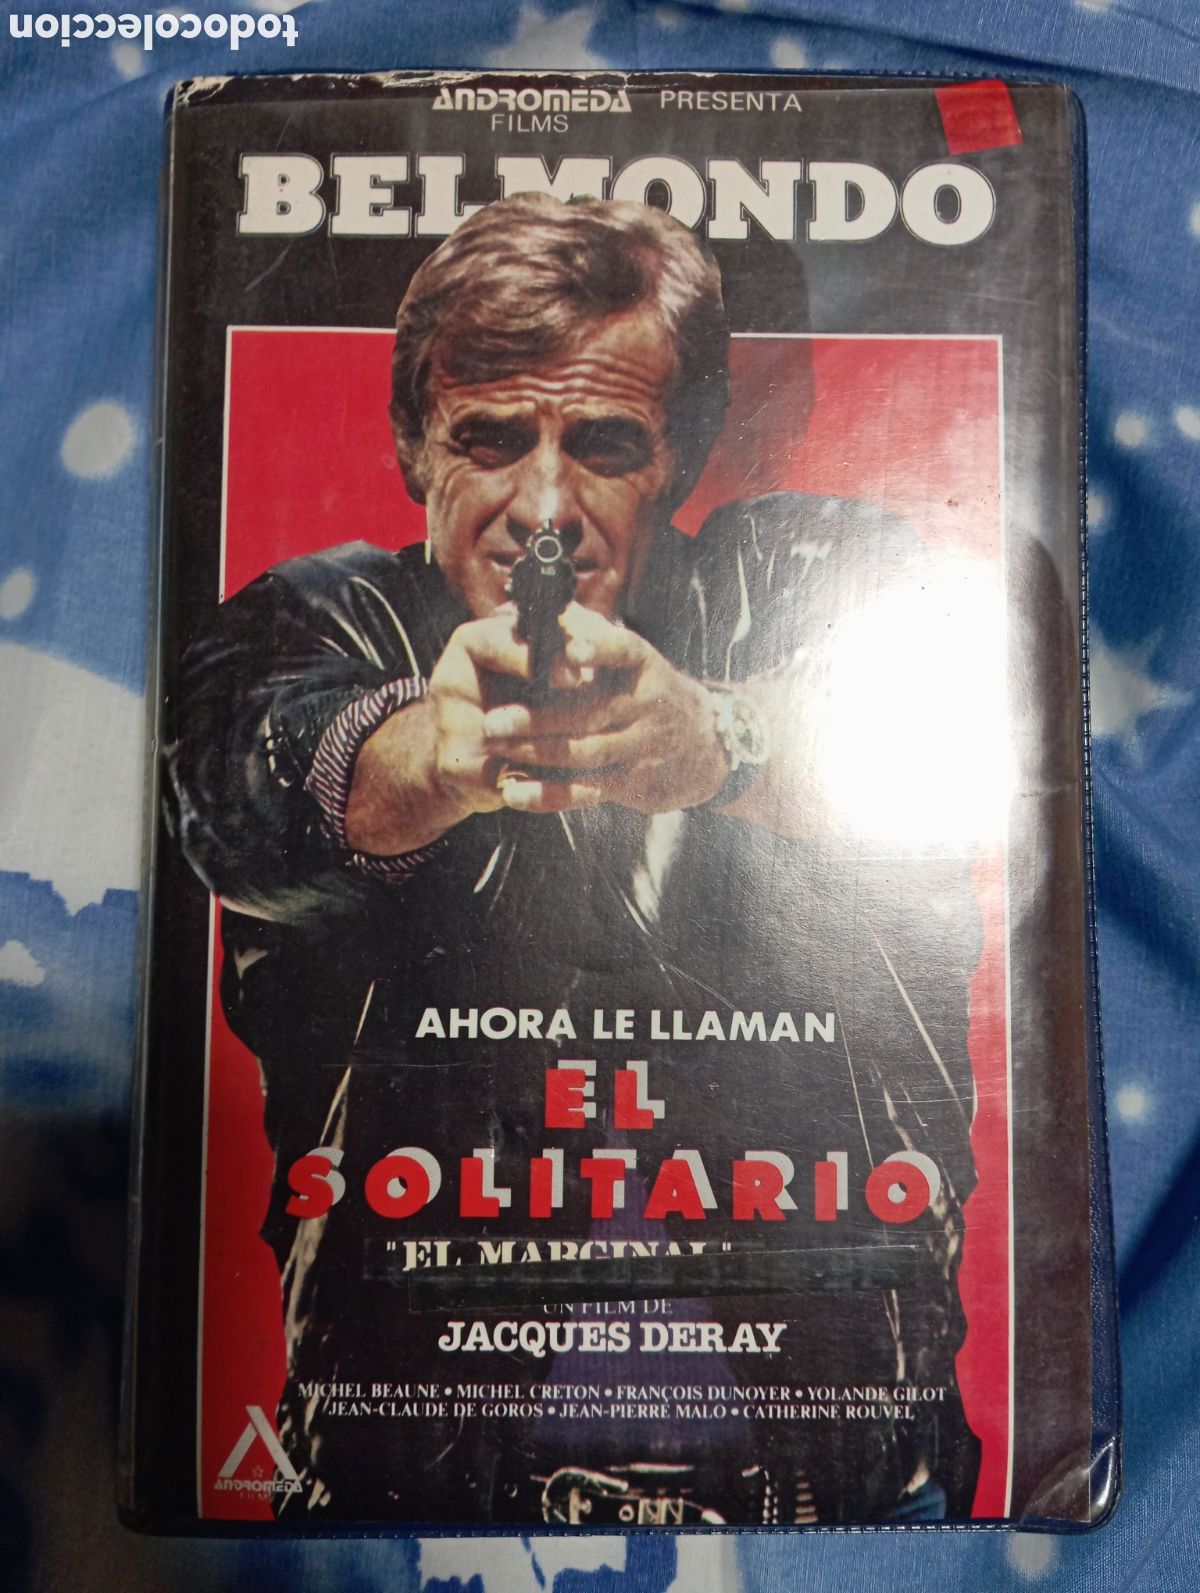 todocoleccion
ANDROMEDA PRESENTA
FILMS
BELMONDO
AHORA LE LLAMAN
EL
SOLITARIO
"EL MARGINAL"
UN FILM DE
JACQUES DERAY
MICHEL BEAUNE • MICHEL CRETON • FRANÇOIS DUNOYER • YOLANDE GILOT
JEAN-CLAUDE DE GOROS • JEAN-PIERRE MALO • CATHERINE ROUVEL
ANDROMEDA
FILMS